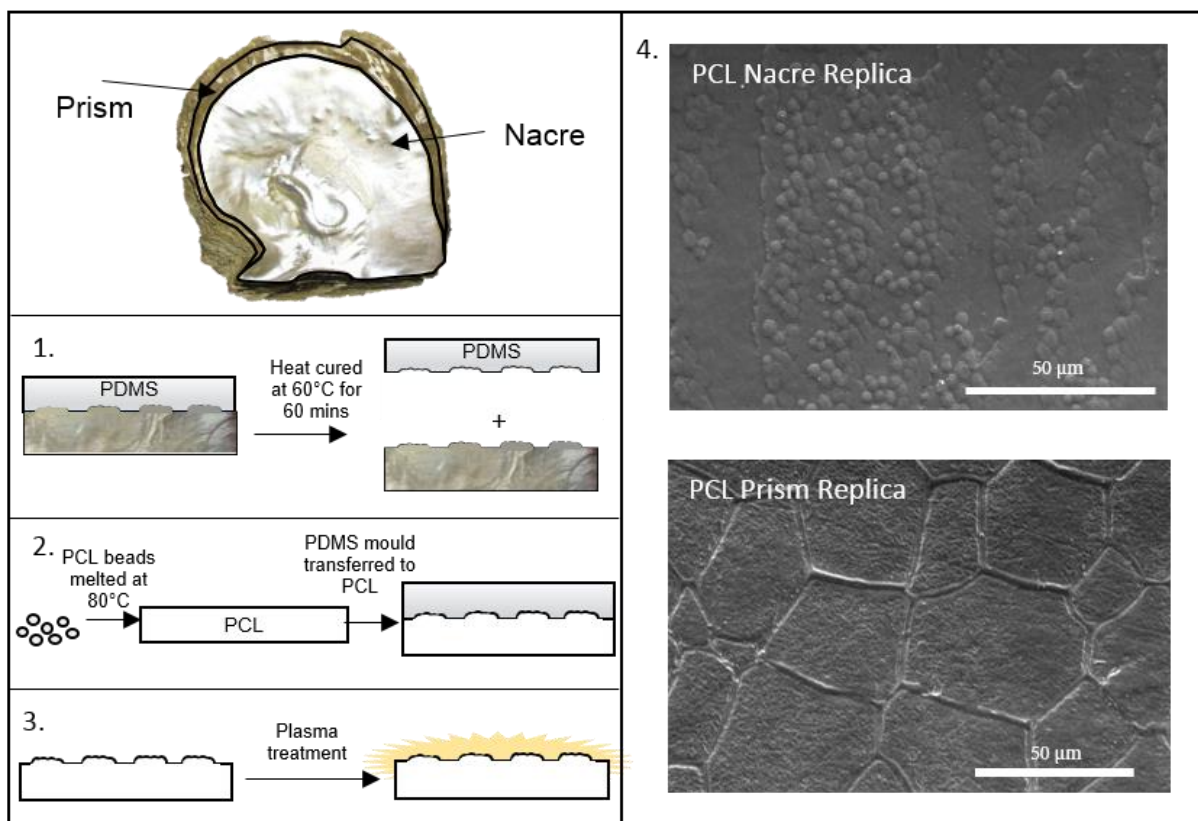 Prism
Nacre
1.
PDMS
Heat cured
at 60°C for
60 mins
PDMS
+
2.
PCL beads
melted at
80°C
PCL
PDMS mould
transferred to
PCL
3.
Plasma
treatment
4.
PCL Nacre Replica
50 μm
PCL Prism Replica
50 μm